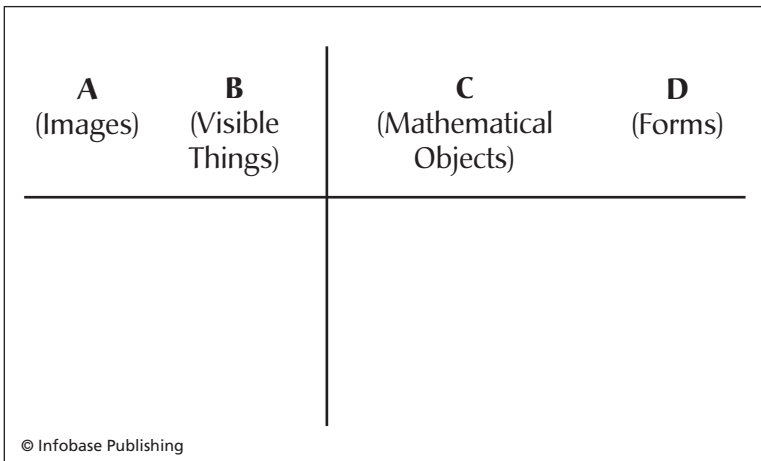 A
(Images)
B
(Visible
Things)
C
(Mathematical
Objects)
D
(Forms)
© Infobase Publishing